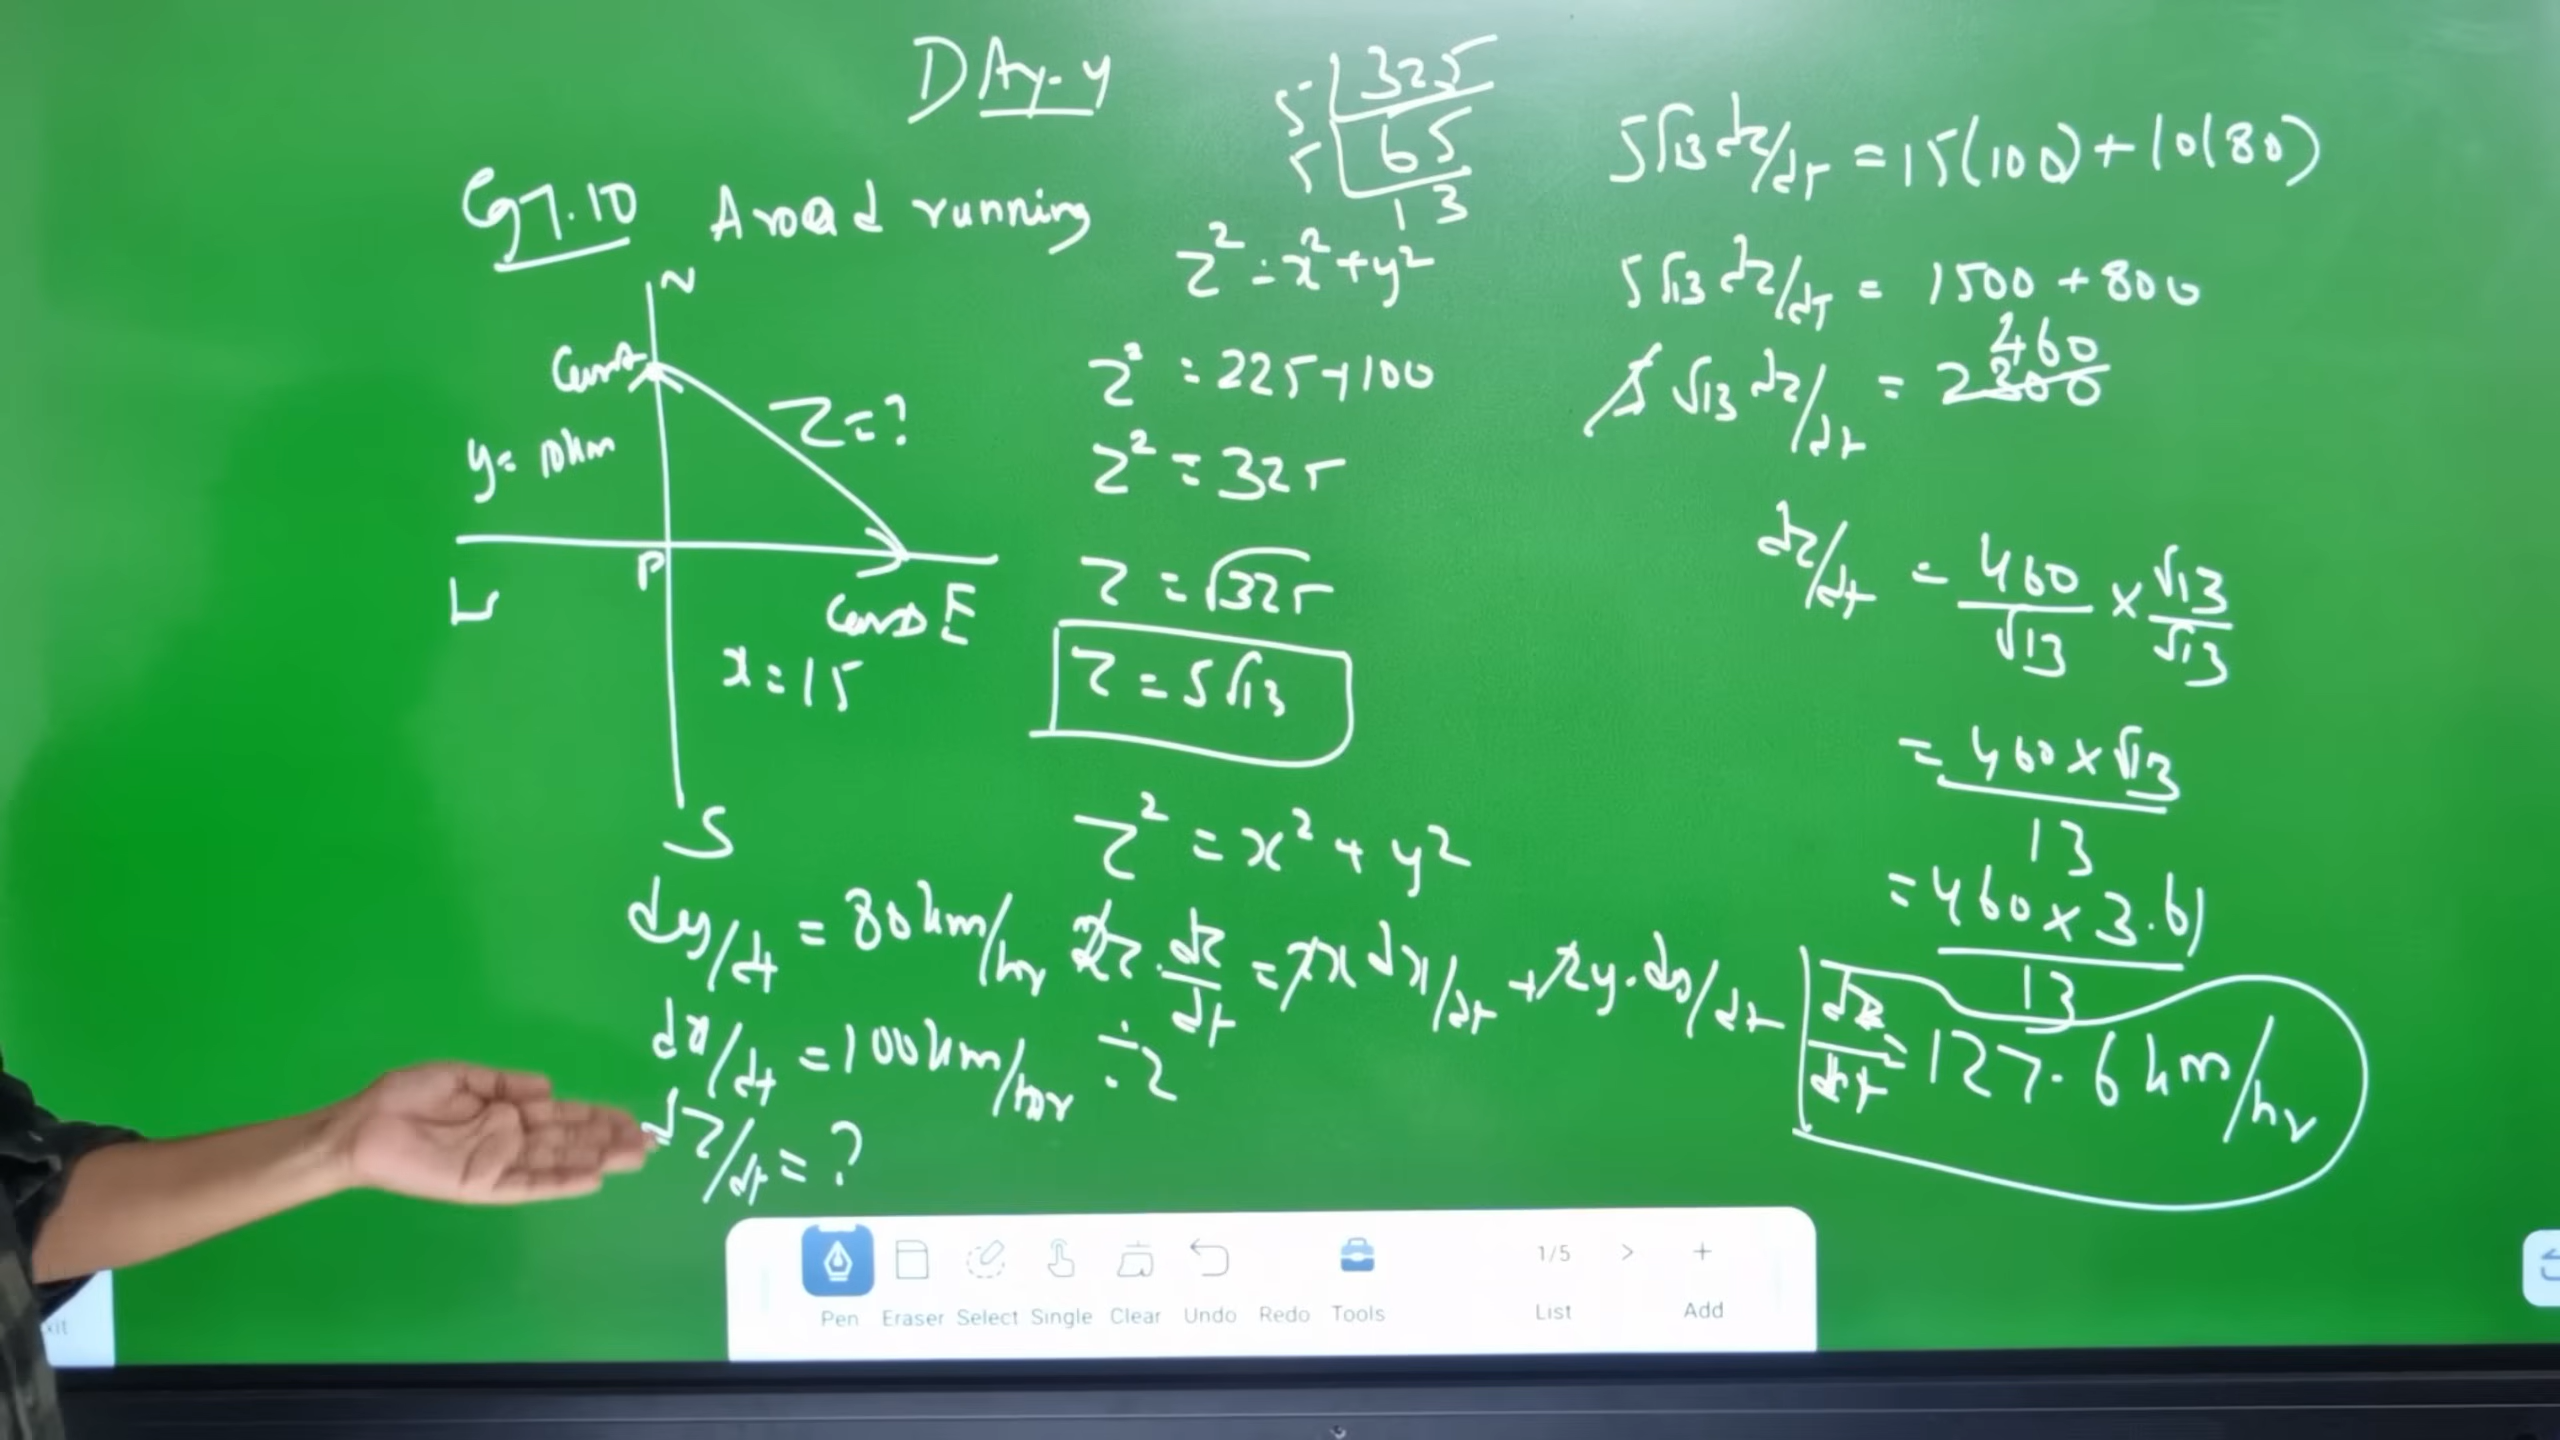 DAy-4
Eg 7.10 A road running
N
Car A
y = 10km
z = ?
W
P
Car B E
x = 15
S
dy/dt = 80km/hr
dx/dt = 100km/hr
dz/dt = ?
5 | 325
5 | 65
13
z² = x² + y²
z² = 225 + 100
z² = 325
z = √325
z = 5√13
z² = x² + y²
2z · dz/dt = 2x dx/dt + 2y · dy/dt
÷ 2
5√13 dz/dt = 15(100) + 10(80)
5√13 dz/dt = 1500 + 800
460
5 √13 dz/dt = 2300
dz/dt = 460/√13 × √13/√13
= 460 × √13 / 13
= 460 × 3.61 / 13
dz/dt = 127.6 km/hr
Pen Eraser Select Single Clear Undo Redo Tools
1/5 > +
List Add